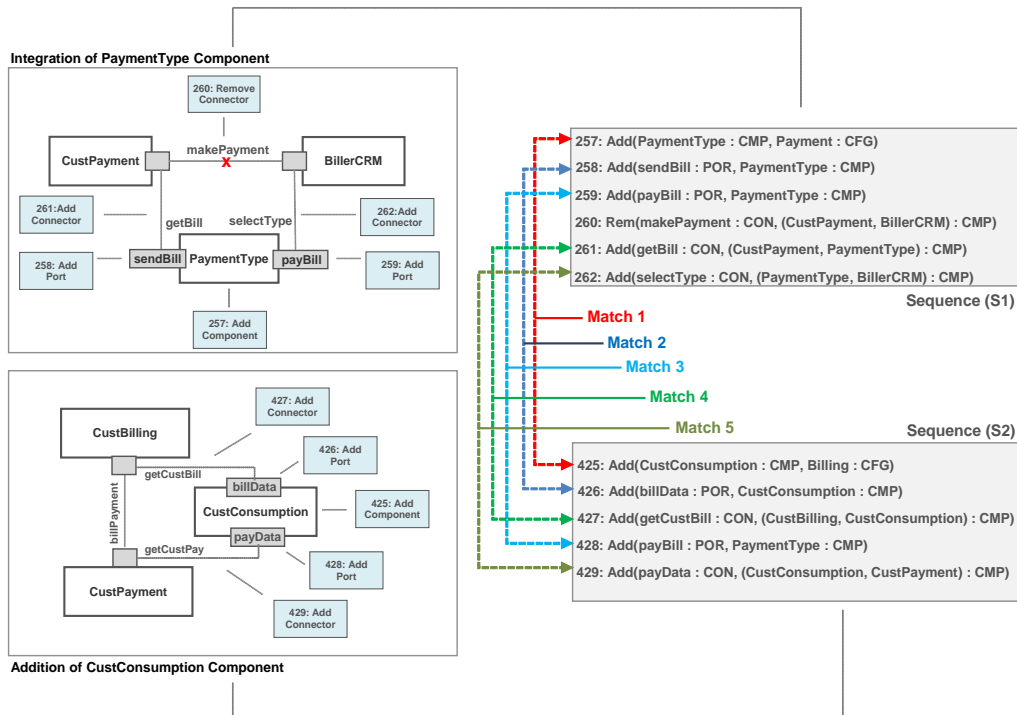 Integration of PaymentType Component
260: Remove
Connector
makePayment
X
CustPayment
BillerCRM
261:Add
Connector
getBill
selectType
262:Add
Connector
258: Add
Port
sendBill
PaymentType
payBill
259: Add
Port
257: Add
Component
257: Add(PaymentType : CMP, Payment : CFG)
258: Add(sendBill : POR, PaymentType : CMP)
259: Add(payBill : POR, PaymentType : CMP)
260: Rem(makePayment : CON, (CustPayment, BillerCRM) : CMP)
261: Add(getBill : CON, (CustPayment, PaymentType) : CMP)
262: Add(selectType : CON, (PaymentType, BillerCRM) : CMP)
Sequence (S1)
Match 1
Match 2
Match 3
Match 4
Match 5
Sequence (S2)
425: Add(CustConsumption : CMP, Billing : CFG)
426: Add(billData : POR, CustConsumption : CMP)
427: Add(getCustBill : CON, (CustBilling, CustConsumption) : CMP)
428: Add(payBill : POR, PaymentType : CMP)
429: Add(payData : CON, (CustConsumption, CustPayment) : CMP)
427: Add
Connector
CustBilling
426: Add
Port
getCustBill
billData
425: Add
Component
CustConsumption
billPayment
payData
getCustPay
428: Add
Port
CustPayment
429: Add
Connector
Addition of CustConsumption Component